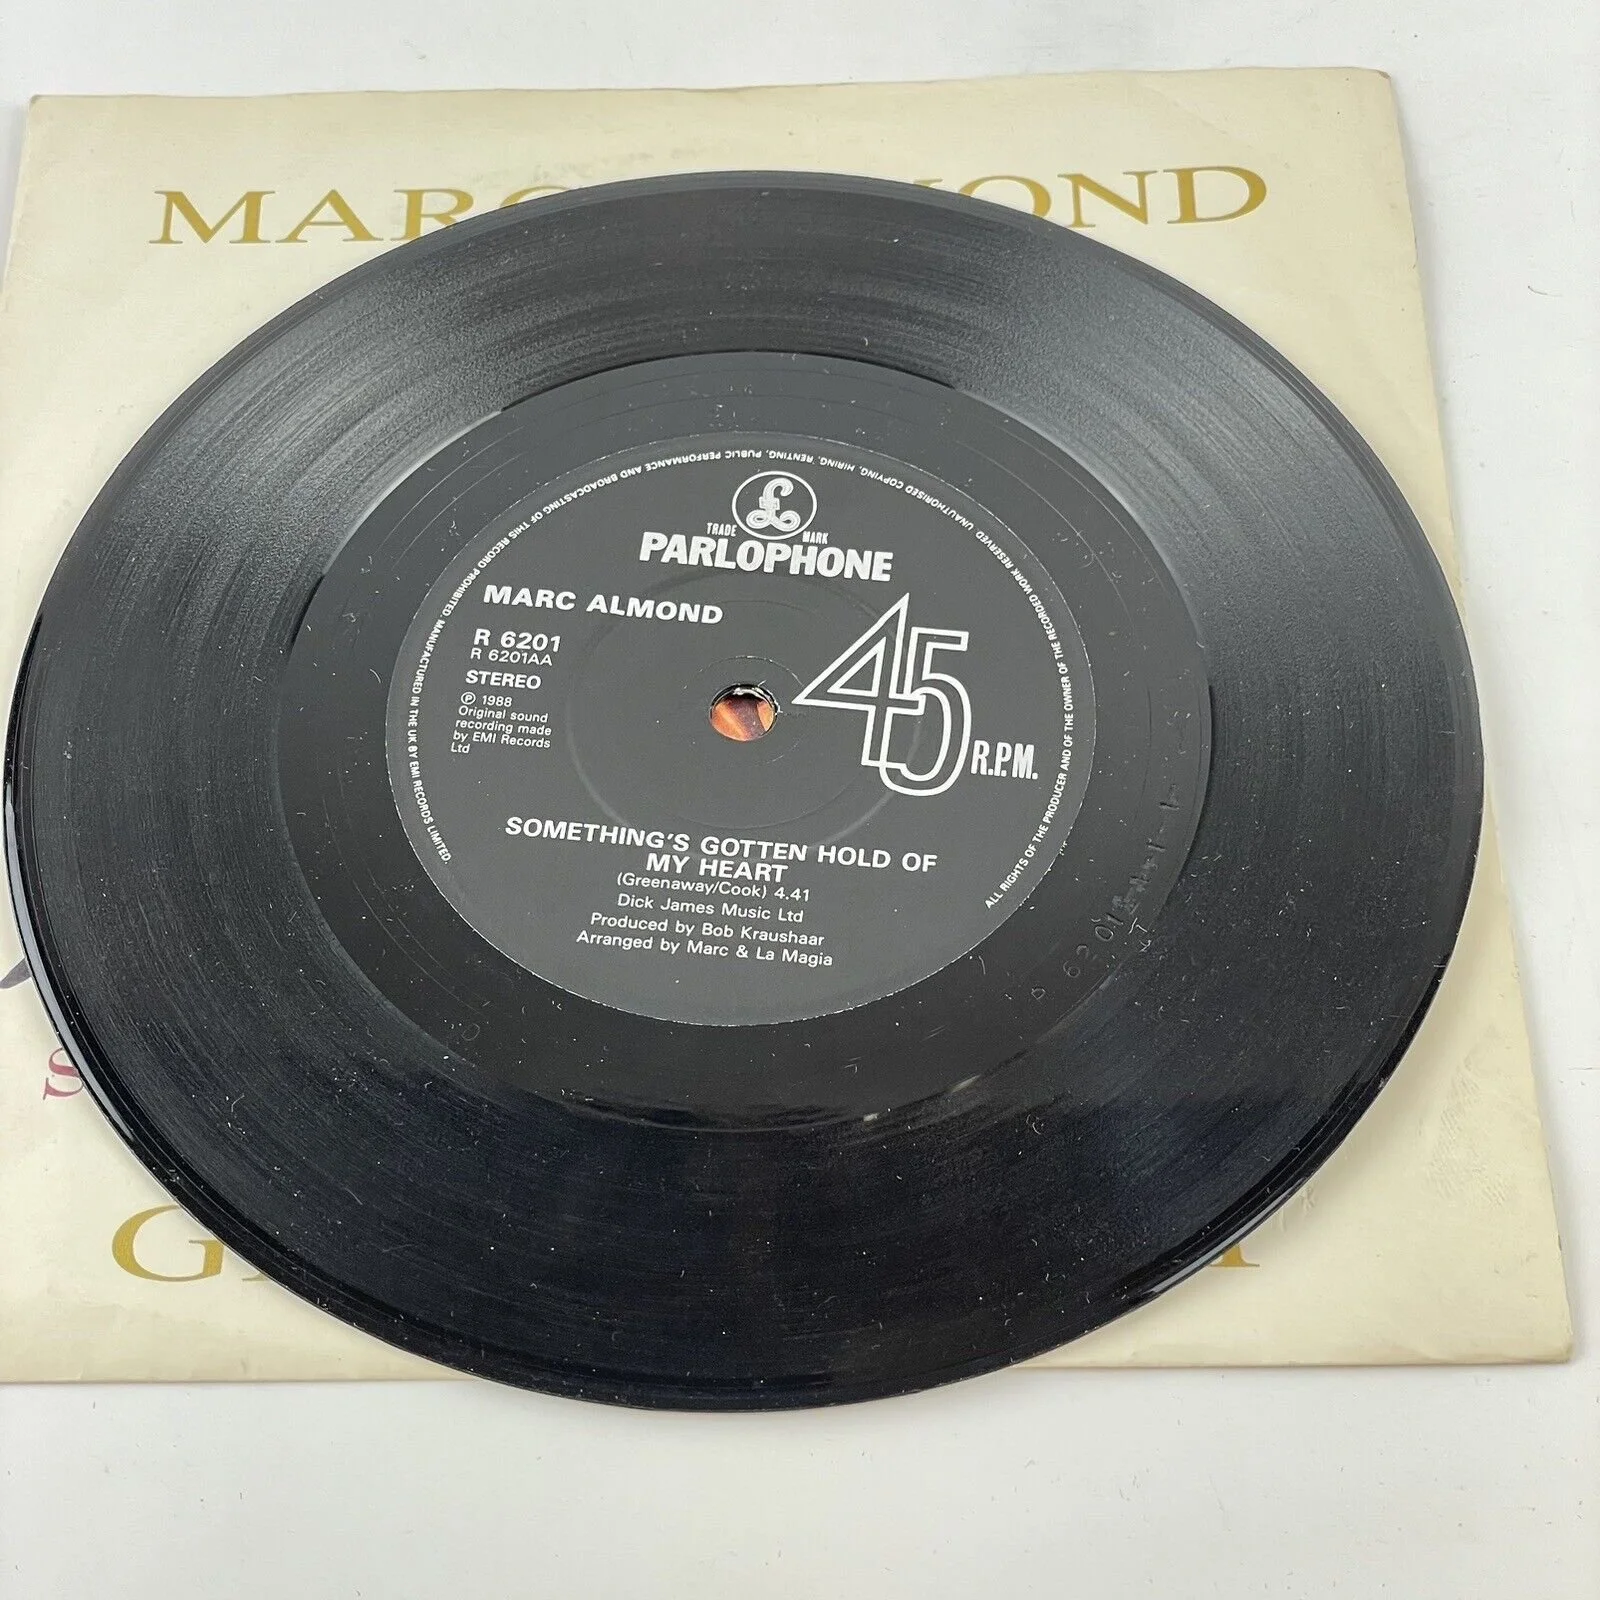 MARC ALMOND
UNAUTHORISED COPYING, HIRING, RENTING, PUBLIC PERFORMANCE AND BROADCASTING OF THIS RECORD PROHIBITED. MANUFACTURED IN THE UK BY EMI RECORDS LIMITED.
ALL RIGHTS OF THE PRODUCER AND OF THE OWNER OF THE RECORDED WORK RESERVED
£
TRADE MARK
PARLOPHONE
MARC ALMOND
R 6201
R 6201AA
STEREO
℗ 1988
Original sound
recording made
by EMI Records
Ltd
45 R.P.M.
SOMETHING'S GOTTEN HOLD OF
MY HEART
(Greenaway/Cook) 4.41
Dick James Music Ltd
Produced by Bob Kraushaar
Arranged by Marc & La Magia
S
G